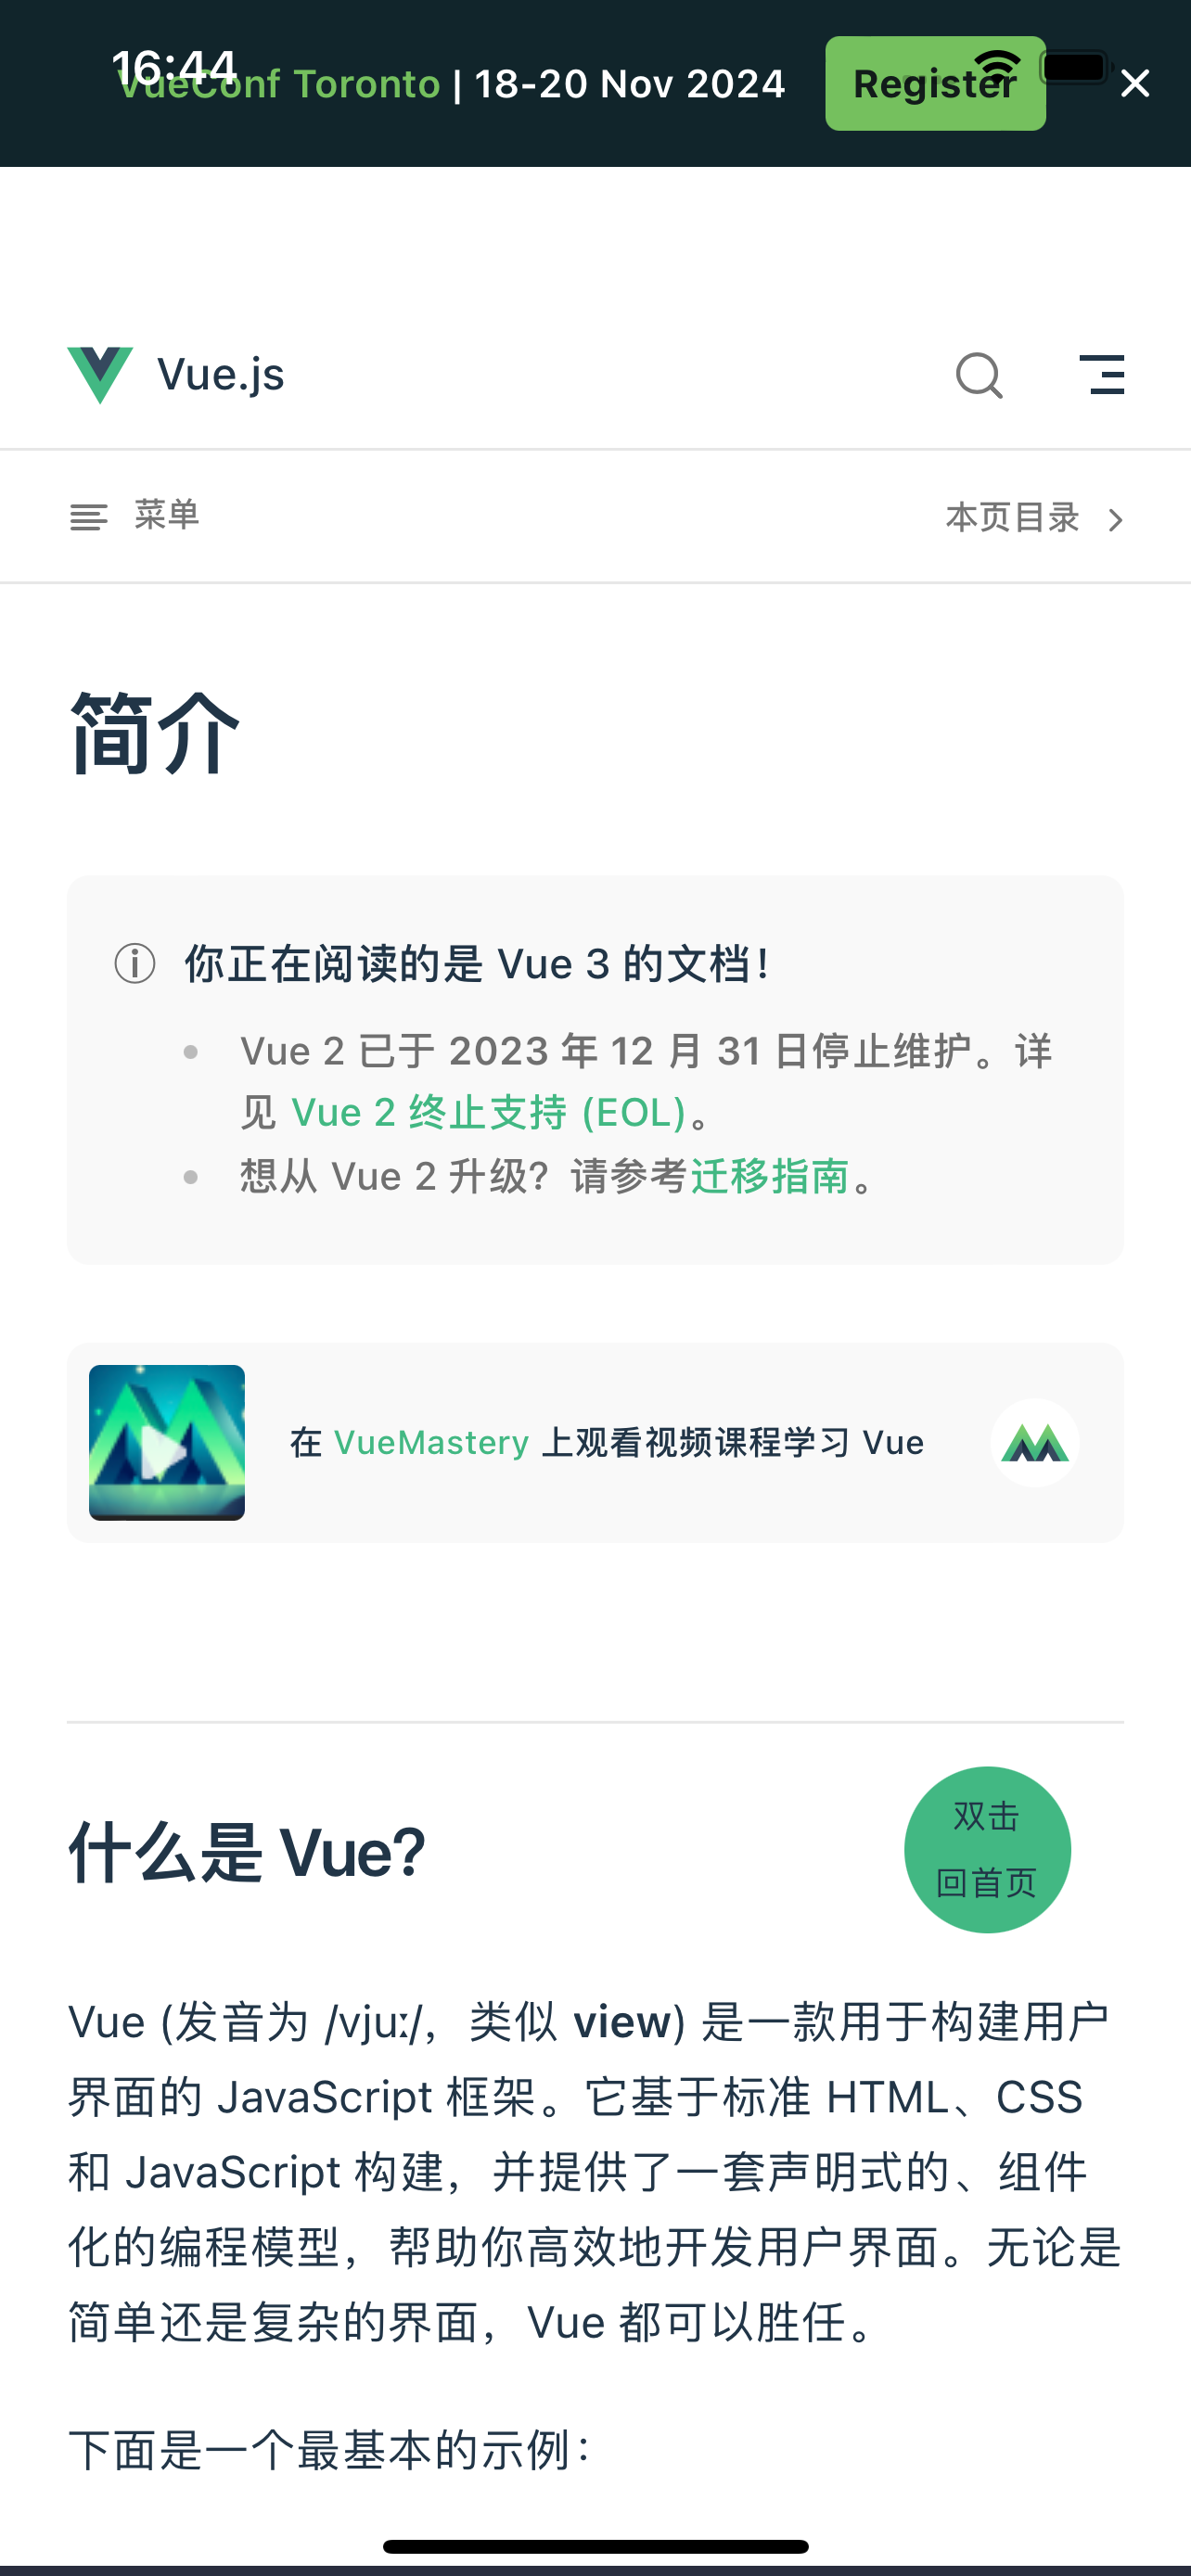 16:44
VueConf Toronto | 18-20 Nov 2024 Register
Vue.js
菜单 本页目录
简介
你正在阅读的是 Vue 3 的文档！
Vue 2 已于 2023 年 12 月 31 日停止维护。详
见 Vue 2 终止支持 (EOL)。
想从 Vue 2 升级？请参考迁移指南。
在 VueMastery 上观看视频课程学习 Vue
什么是 Vue?
双击
回首页
Vue (发音为 /vjuː/，类似 view) 是一款用于构建用户
界面的 JavaScript 框架。它基于标准 HTML、CSS
和 JavaScript 构建，并提供了一套声明式的、组件
化的编程模型，帮助你高效地开发用户界面。无论是
简单还是复杂的界面，Vue 都可以胜任。
下面是一个最基本的示例：